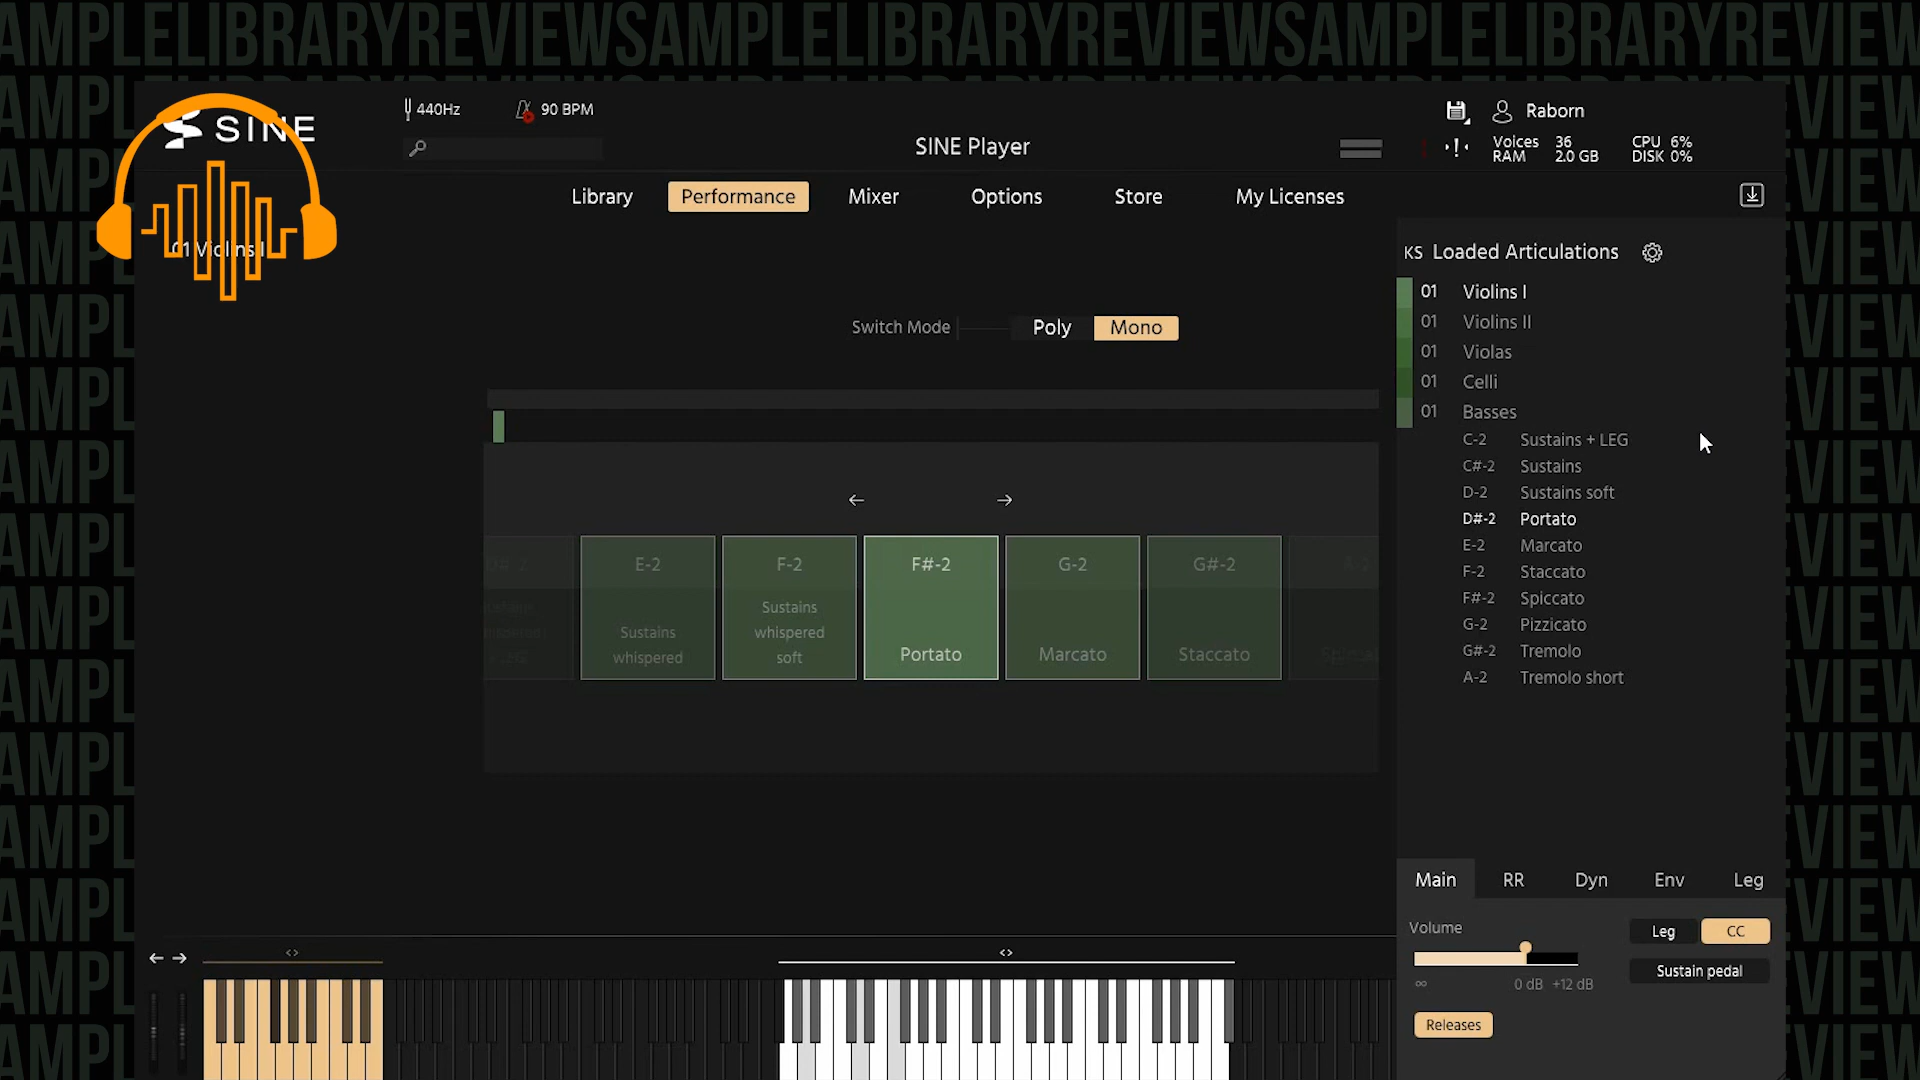 AMPLELIBRARYREVIEWSAMPLELIBRARYREVIEWSAMPLELIBRARYREVIEW
SINE
440Hz
90 BPM
SINE Player
Raborn
Voices 36
RAM 2.0 GB
CPU 6%
DISK 0%
Library
Performance
Mixer
Options
Store
My Licenses
01 Violins I
Switch Mode
Poly
Mono
E-2
Sustains
whispered
F-2
Sustains
whispered
soft
F#-2
Portato
G-2
Marcato
G#-2
Staccato
KS Loaded Articulations
01 Violins I
01 Violins II
01 Violas
01 Celli
01 Basses
C-2 Sustains + LEG
C#-2 Sustains
D-2 Sustains soft
D#-2 Portato
E-2 Marcato
F-2 Staccato
F#-2 Spiccato
G-2 Pizzicato
G#-2 Tremolo
A-2 Tremolo short
Main
RR
Dyn
Env
Leg
Volume
Leg
CC
Sustain pedal
∞
0 dB
+12 dB
Releases